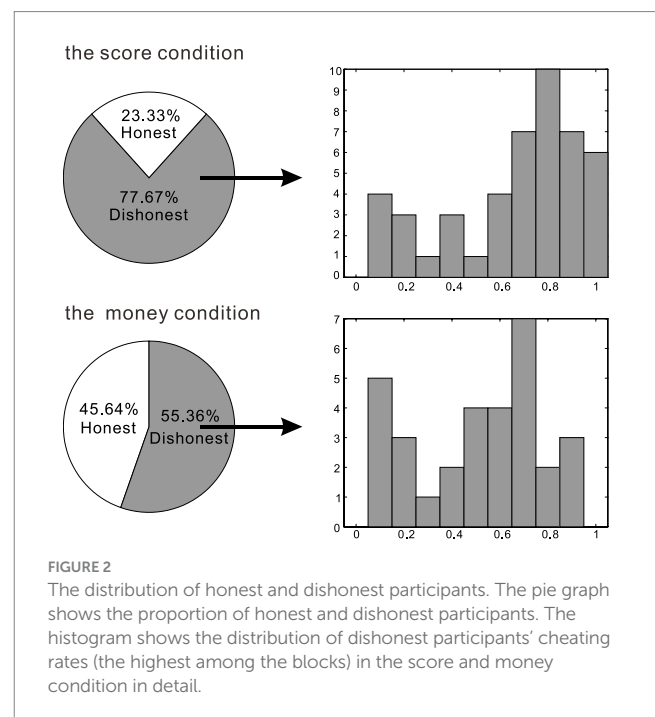 the score condition
23.33%
Honest
77.67%
Dishonest
10
9
8
7
6
5
4
3
2
1
0
0 0.2 0.4 0.6 0.8 1
the money condition
45.64%
Honest
55.36%
Dishonest
7
6
5
4
3
2
1
0
0 0.2 0.4 0.6 0.8 1
FIGURE 2
The distribution of honest and dishonest participants. The pie graph
shows the proportion of honest and dishonest participants. The
histogram shows the distribution of dishonest participants’ cheating
rates (the highest among the blocks) in the score and money
condition in detail.